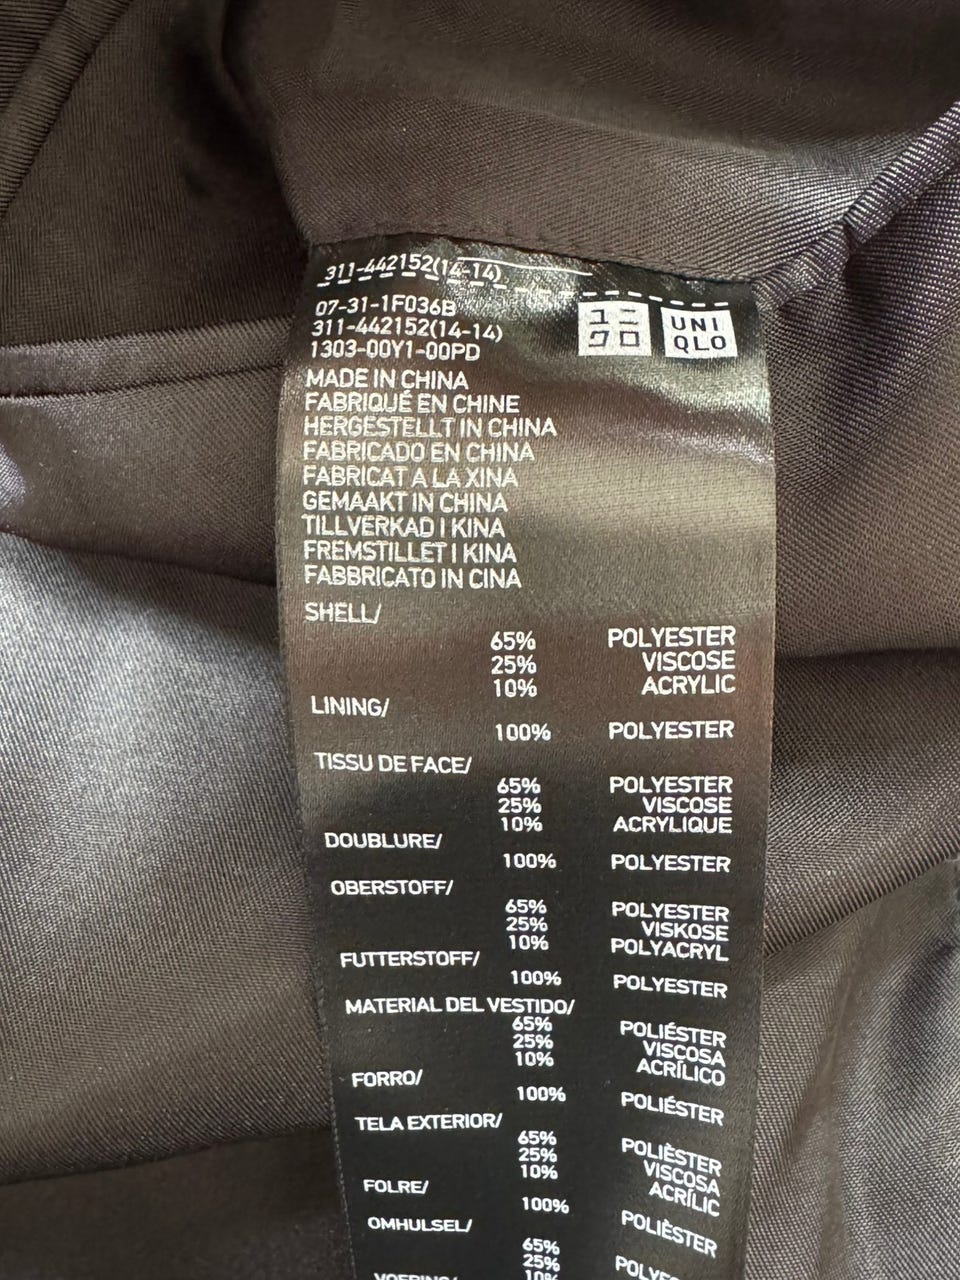 311-442152(14-14)
07-31-1F036B
311-442152(14-14)
1303-00Y1-00PD
ユニ
クロ
UNI
QLO
MADE IN CHINA
FABRIQUÉ EN CHINE
HERGESTELLT IN CHINA
FABRICADO EN CHINA
FABRICAT A LA XINA
GEMAAKT IN CHINA
TILLVERKAD I KINA
FREMSTILLET I KINA
FABBRICATO IN CINA
SHELL/
65% POLYESTER
25% VISCOSE
10% ACRYLIC
LINING/
100% POLYESTER
TISSU DE FACE/
65% POLYESTER
25% VISCOSE
10% ACRYLIQUE
DOUBLURE/
100% POLYESTER
OBERSTOFF/
65% POLYESTER
25% VISKOSE
10% POLYACRYL
FUTTERSTOFF/
100% POLYESTER
MATERIAL DEL VESTIDO/
65% POLIÉSTER
25% VISCOSA
10% ACRÍLICO
FORRO/
100% POLIÉSTER
TELA EXTERIOR/
65% POLIÈSTER
25% VISCOSA
10% ACRÍLIC
FOLRE/
100% POLIÈSTER
OMHULSEL/
65%
25% POLYES
10%
VOERING/